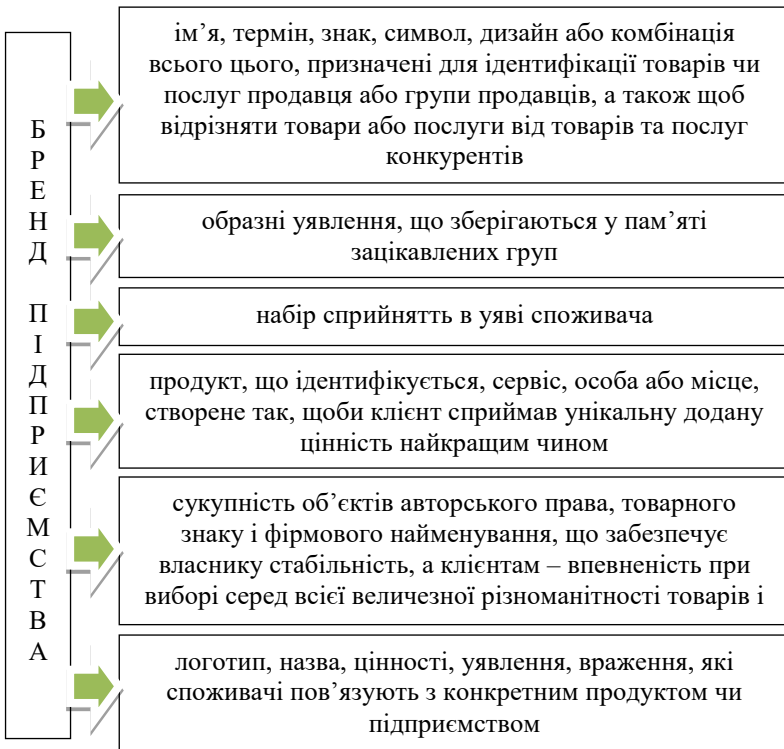 БРЕНД ПІДПРИЄМСТВА
ім’я, термін, знак, символ, дизайн або комбінація
всього цього, призначені для ідентифікації товарів чи
послуг продавця або групи продавців, а також щоб
відрізняти товари або послуги від товарів та послуг
конкурентів
образні уявлення, що зберігаються у пам’яті
зацікавлених груп
набір сприйнятть в уяві споживача
продукт, що ідентифікується, сервіс, особа або місце,
створене так, щоби клієнт сприймав унікальну додану
цінність найкращим чином
сукупність об’єктів авторського права, товарного
знаку і фірмового найменування, що забезпечує
власнику стабільність, а клієнтам – впевненість при
виборі серед всієї величезної різноманітності товарів і
логотип, назва, цінності, уявлення, враження, які
споживачі пов’язують з конкретним продуктом чи
підприємством